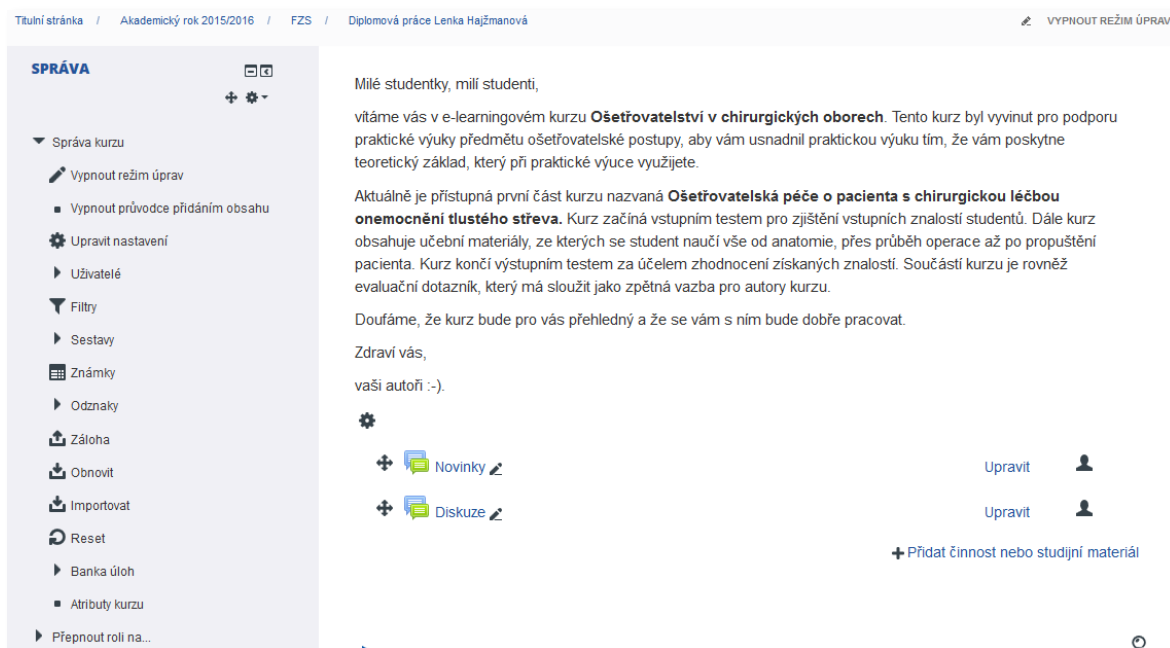 Titulní stránka / Akademický rok 2015/2016 / FZS / Diplomová práce Lenka Hajžmanová
VYPNOUT REŽIM ÚPRAV
SPRÁVA
Správa kurzu
Vypnout režim úprav
Vypnout průvodce přidáním obsahu
Upravit nastavení
Uživatelé
Filtry
Sestavy
Známky
Odznaky
Záloha
Obnovit
Importovat
Reset
Banka úloh
Atributy kurzu
Přepnout roli na...
Milé studentky, milí studenti,
vítáme vás v e-learningovém kurzu Ošetřovatelství v chirurgických oborech. Tento kurz byl vyvinut pro podporu
praktické výuky předmětu ošetřovatelské postupy, aby vám usnadnil praktickou výuku tím, že vám poskytne
teoretický základ, který při praktické výuce využijete.
Aktuálně je přístupná první část kurzu nazvaná Ošetřovatelská péče o pacienta s chirurgickou léčbou
onemocnění tlustého střeva. Kurz začíná vstupním testem pro zjištění vstupních znalostí studentů. Dále kurz
obsahuje učební materiály, ze kterých se student naučí vše od anatomie, přes průběh operace až po propuštění
pacienta. Kurz končí výstupním testem za účelem zhodnocení získaných znalostí. Součástí kurzu je rovněž
evaluační dotazník, který má sloužit jako zpětná vazba pro autory kurzu.
Doufáme, že kurz bude pro vás přehledný a že se vám s ním bude dobře pracovat.
Zdraví vás,
vaši autoři :-).
Novinky
Upravit
Diskuze
Upravit
Přidat činnost nebo studijní materiál